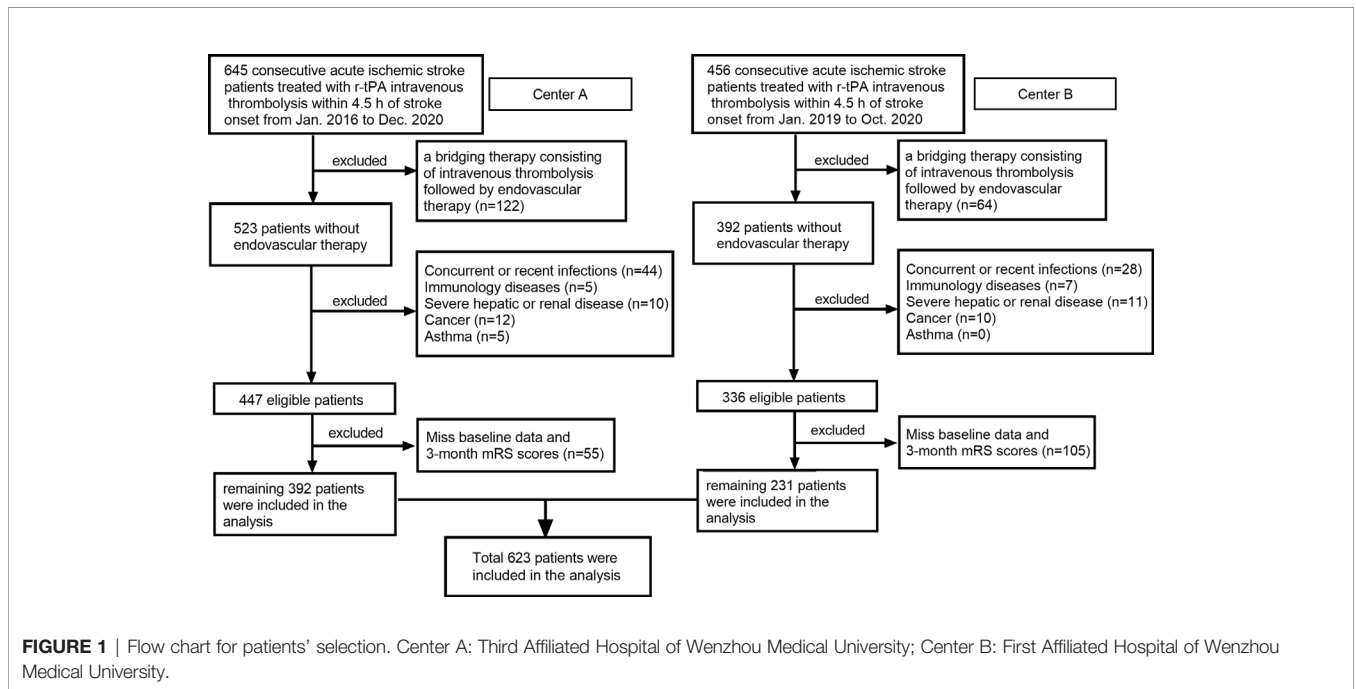 645 consecutive acute ischemic stroke
patients treated with r-tPA intravenous
thrombolysis within 4.5 h of stroke
onset from Jan. 2016 to Dec. 2020
Center A
excluded
a bridging therapy consisting
of intravenous thrombolysis
followed by endovascular
therapy (n=122)
523 patients without
endovascular therapy
excluded
Concurrent or recent infections (n=44)
Immunology diseases (n=5)
Severe hepatic or renal disease (n=10)
Cancer (n=12)
Asthma (n=5)
447 eligible patients
excluded
Miss baseline data and
3-month mRS scores (n=55)
remaining 392 patients
were included in the
analysis
456 consecutive acute ischemic stroke
patients treated with r-tPA intravenous
thrombolysis within 4.5 h of stroke
onset from Jan. 2019 to Oct. 2020
Center B
excluded
a bridging therapy consisting
of intravenous thrombolysis
followed by endovascular
therapy (n=64)
392 patients without
endovascular therapy
excluded
Concurrent or recent infections (n=28)
Immunology diseases (n=7)
Severe hepatic or renal disease (n=11)
Cancer (n=10)
Asthma (n=0)
336 eligible patients
excluded
Miss baseline data and
3-month mRS scores (n=105)
remaining 231 patients
were included in the
analysis
Total 623 patients were
included in the analysis
FIGURE 1 | Flow chart for patients' selection. Center A: Third Affiliated Hospital of Wenzhou Medical University; Center B: First Affiliated Hospital of Wenzhou
Medical University.